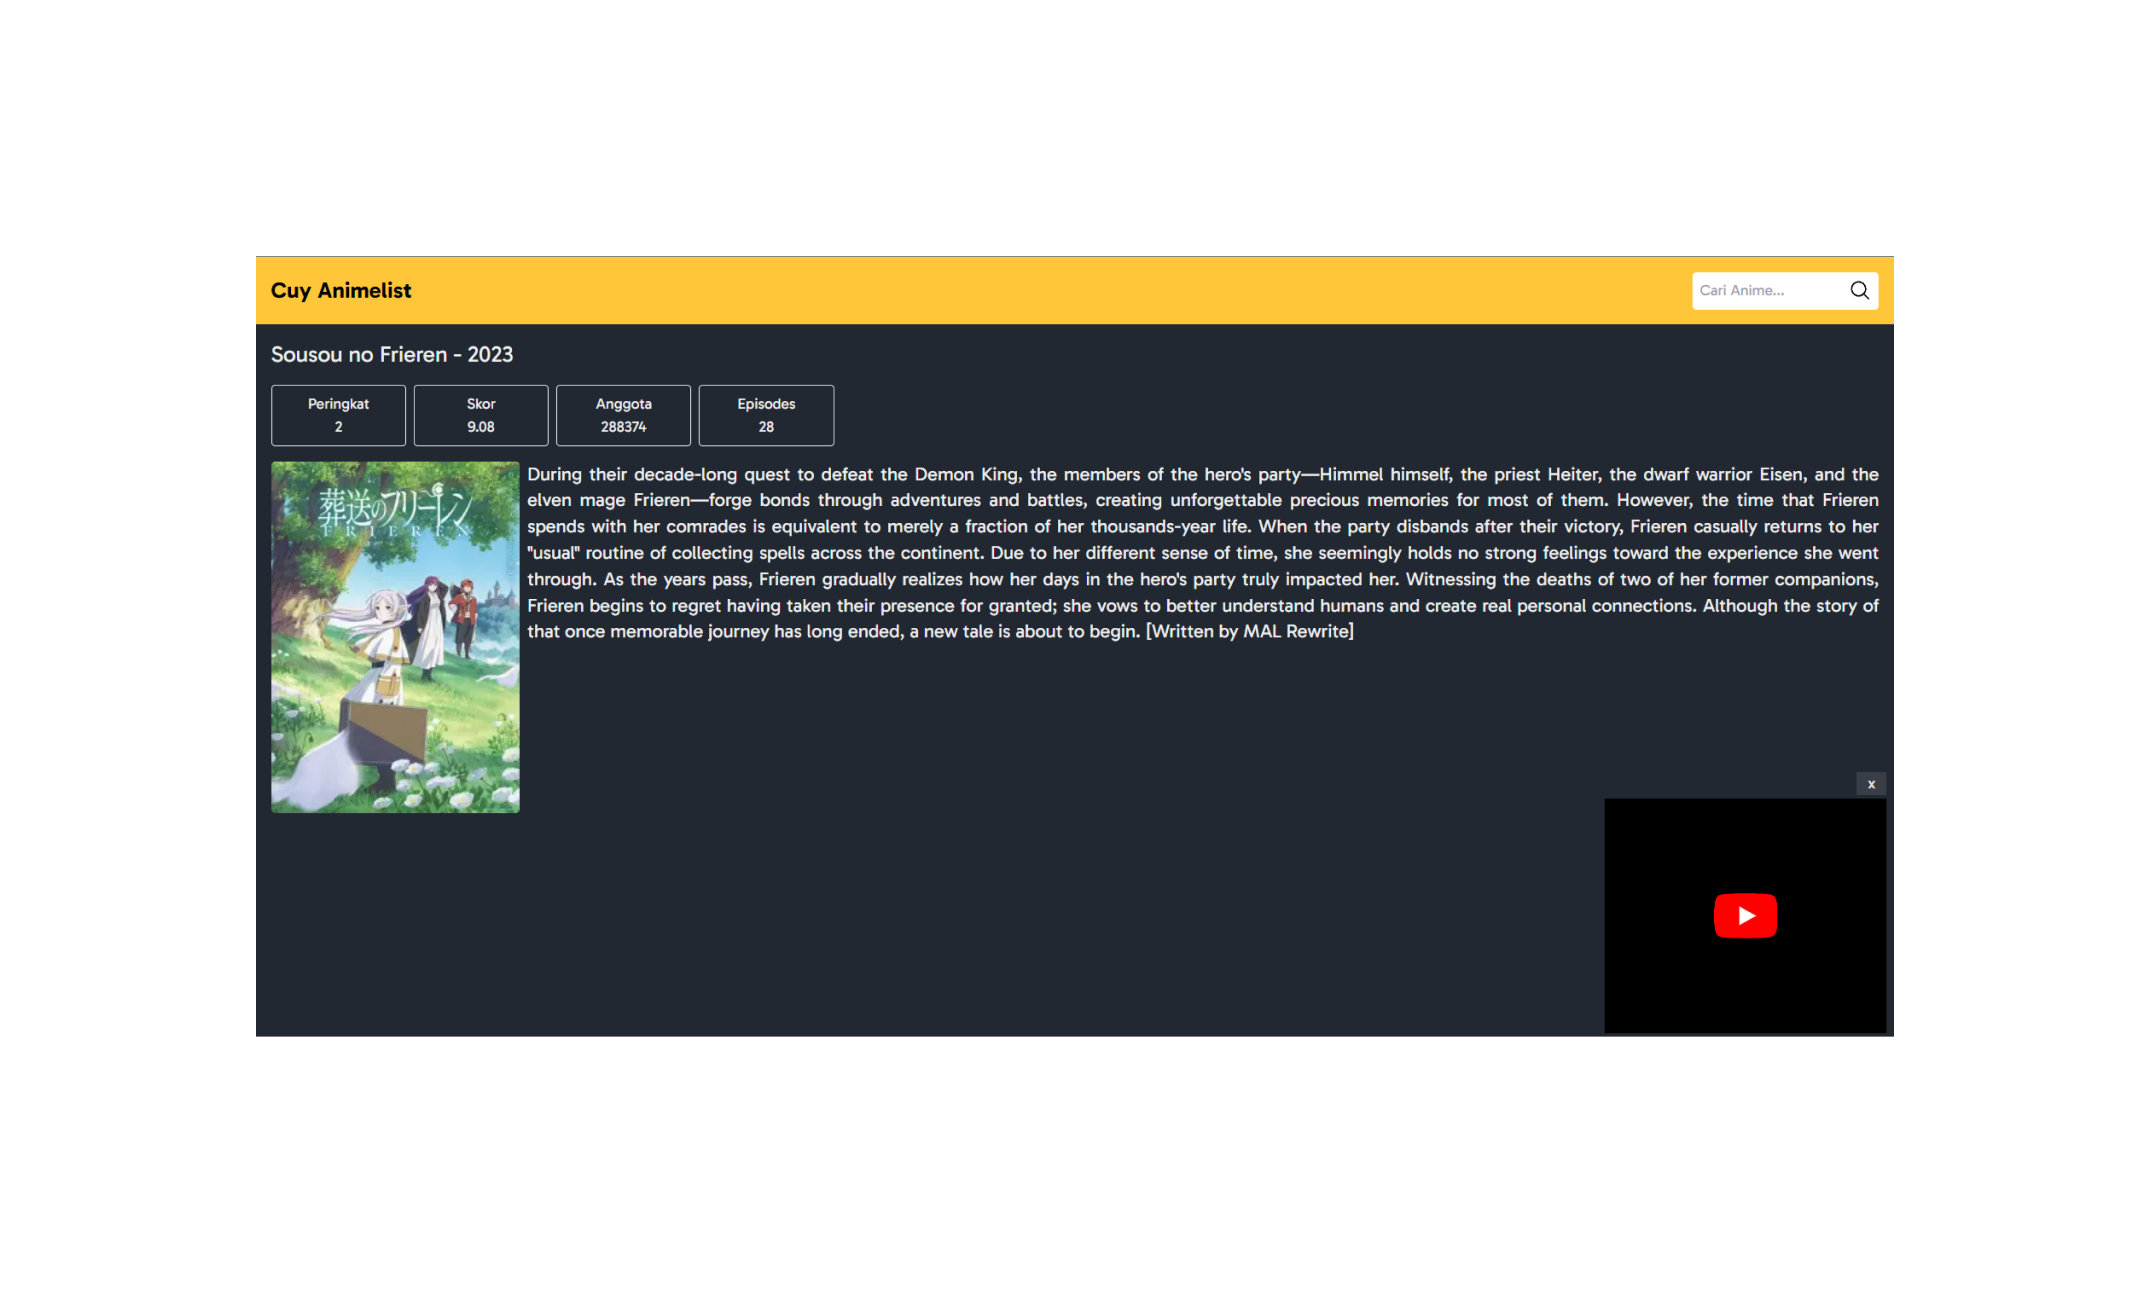 Cuy Animelist
Cari Anime...
Sousou no Frieren - 2023
Peringkat
2
Skor
9.08
Anggota
288374
Episodes
28
葬送のフリーレン
FRIEREN
During their decade-long quest to defeat the Demon King, the members of the hero's party—Himmel himself, the priest Heiter, the dwarf warrior Eisen, and the
elven mage Frieren—forge bonds through adventures and battles, creating unforgettable precious memories for most of them. However, the time that Frieren
spends with her comrades is equivalent to merely a fraction of her thousands-year life. When the party disbands after their victory, Frieren casually returns to her
"usual" routine of collecting spells across the continent. Due to her different sense of time, she seemingly holds no strong feelings toward the experience she went
through. As the years pass, Frieren gradually realizes how her days in the hero's party truly impacted her. Witnessing the deaths of two of her former companions,
Frieren begins to regret having taken their presence for granted; she vows to better understand humans and create real personal connections. Although the story of
that once memorable journey has long ended, a new tale is about to begin. [Written by MAL Rewrite]
x